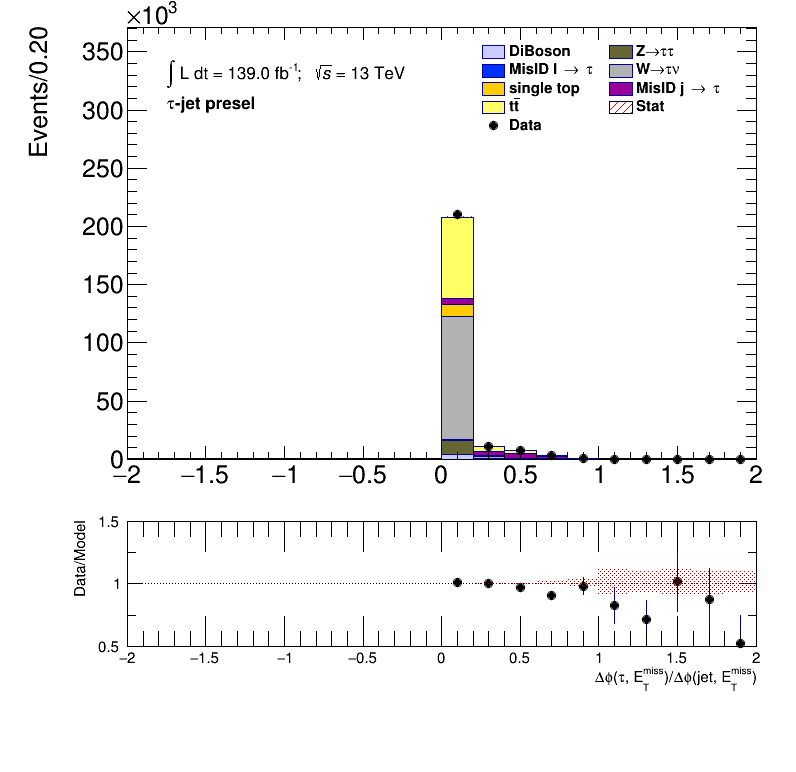 ×10³
Events/0.20
350
300
250
200
150
100
50
0
∫ L dt = 139.0 fb⁻¹; √s = 13 TeV
τ-jet presel
DiBoson
MisID l → τ
single top
tt̄
Data
Z→ττ
W→τν
MisID j → τ
Stat
−2 −1.5 −1 −0.5 0 0.5 1 1.5 2
Data/Model
1.5
1
0.5
−2 −1.5 −1 −0.5 0 0.5 1 1.5 2
Δϕ(τ, E_T^miss)/Δϕ(jet, E_T^miss)